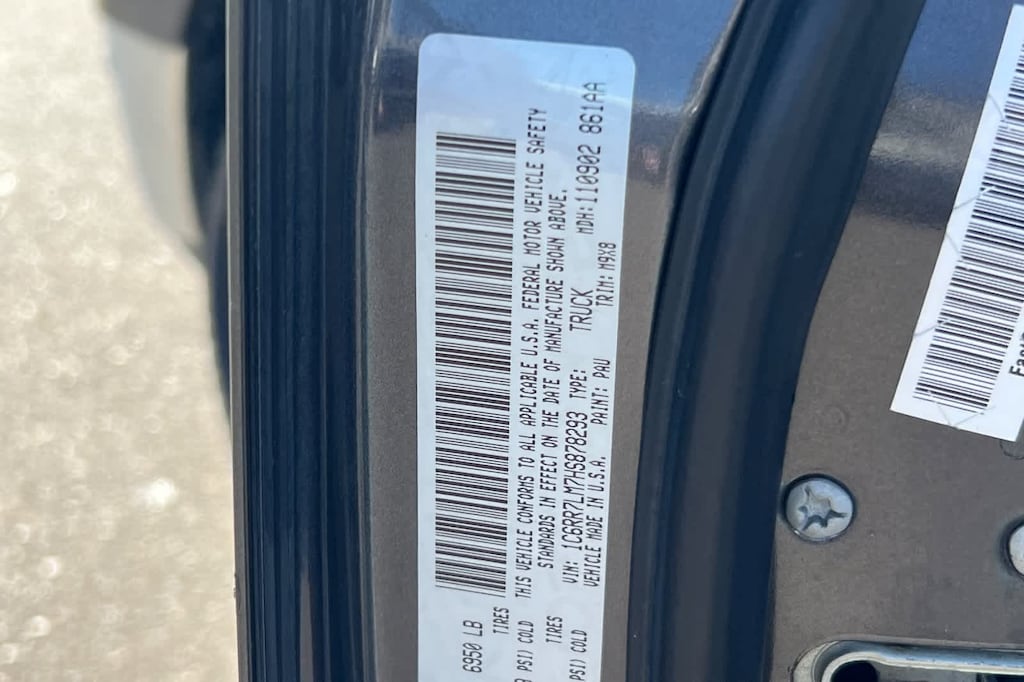 6950 LB
TIRES
PSI) COLD
THIS VEHICLE CONFORMS TO ALL APPLICABLE U.S.A. FEDERAL MOTOR VEHICLE SAFETY
TIRES STANDARDS IN EFFECT ON THE DATE OF MANUFACTURE SHOWN ABOVE.
PSI) COLD VIN: 1C6RR7LM7HS878293 TYPE: TRUCK MDH:110902 861AA
VEHICLE MADE IN U.S.A. PAINT: PAU TRIM: M9X8